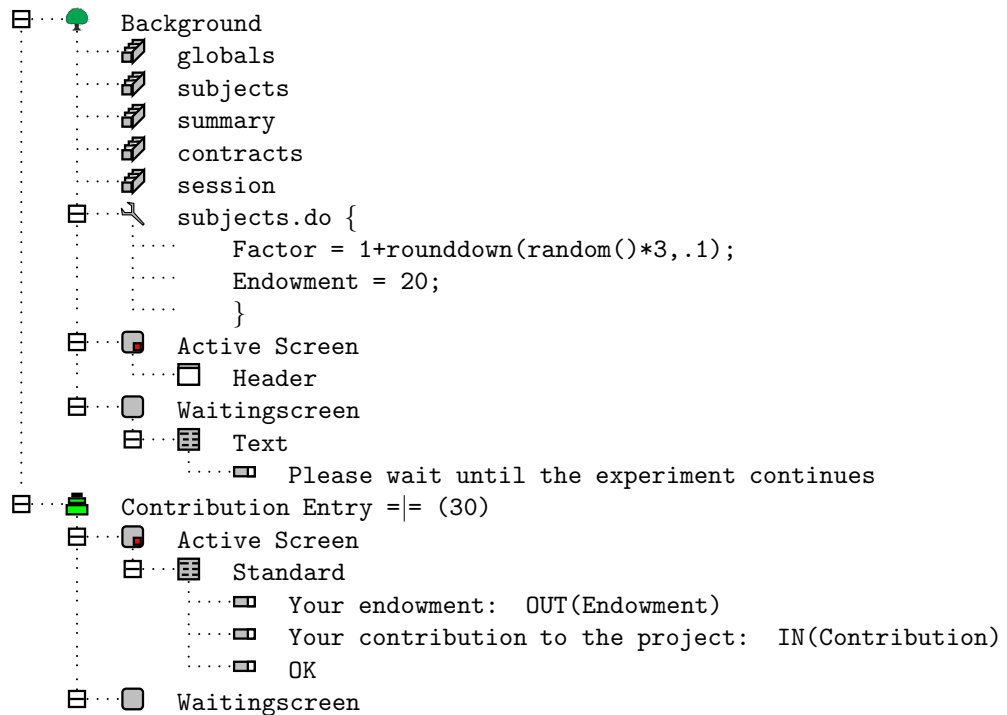 Background
globals
subjects
summary
contracts
session
subjects.do {
Factor = 1+rounddown(random()*3,.1);
Endowment = 20;
}
Active Screen
Header
Waitingscreen
Text
Please wait until the experiment continues
Contribution Entry =|= (30)
Active Screen
Standard
Your endowment: OUT(Endowment)
Your contribution to the project: IN(Contribution)
OK
Waitingscreen